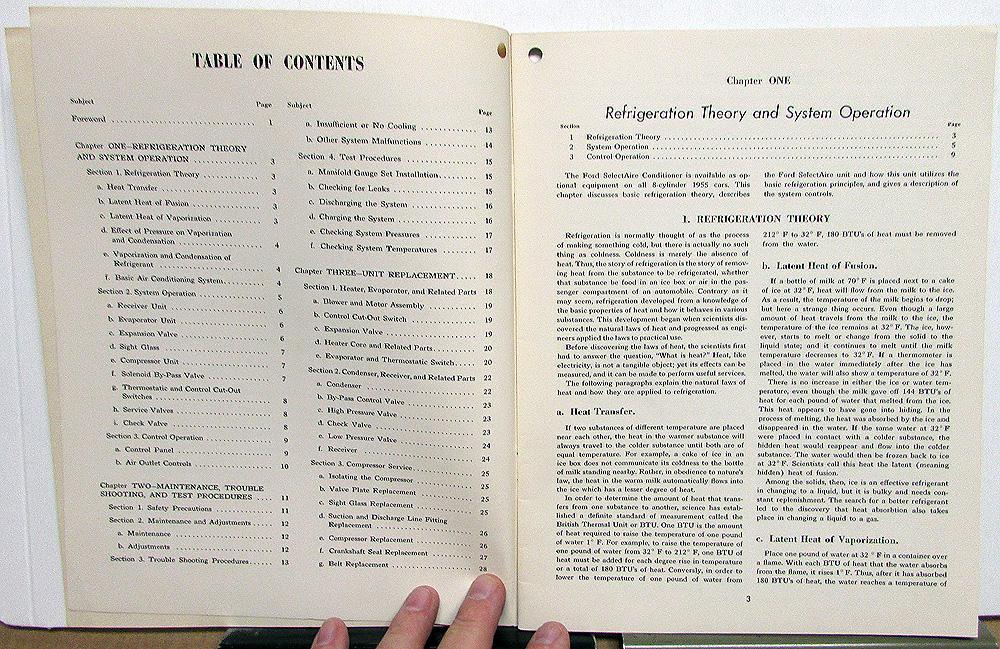 TABLE OF CONTENTS
Subject Page
Foreword 1
Chapter ONE—REFRIGERATION THEORY
AND SYSTEM OPERATION 3
Section 1. Refrigeration Theory 3
a. Heat Transfer 3
b. Latent Heat of Fusion 3
c. Latent Heat of Vaporization 3
d. Effect of Pressure on Vaporization
and Condensation 4
e. Vaporization and Condensation of
Refrigerant 4
f. Basic Air Conditioning System 4
Section 2. System Operation 5
a. Receiver Unit 6
b. Evaporator Unit 6
c. Expansion Valve 6
d. Sight Glass 7
e. Compressor Unit 7
f. Solenoid By-Pass Valve 7
g. Thermostatic and Control Cut-Out
Switches 8
h. Service Valves 8
i. Check Valve 8
Section 3. Control Operation 9
a. Control Panel 9
b. Air Outlet Controls 10
Chapter TWO—MAINTENANCE, TROUBLE
SHOOTING, AND TEST PROCEDURES 11
Section 1. Safety Precautions 11
Section 2. Maintenance and Adjustments 12
a. Maintenance 12
b. Adjustments 12
Section 3. Trouble Shooting Procedures 13
Subject Page
a. Insufficient or No Cooling 13
b. Other System Malfunctions 14
Section 4. Test Procedures 15
a. Manifold Gauge Set Installation 15
b. Checking for Leaks 15
c. Discharging the System 16
d. Charging the System 16
e. Checking System Pressures 17
f. Checking System Temperatures 17
Chapter THREE—UNIT REPLACEMENT 18
Section 1. Heater, Evaporator, and Related Parts 18
a. Blower and Motor Assembly 19
b. Control Cut-Out Switch 19
c. Expansion Valve 19
d. Heater Core and Related Parts 20
e. Evaporator and Thermostatic Switch 20
Section 2. Condenser, Receiver, and Related Parts 22
a. Condenser 22
b. By-Pass Control Valve 23
c. High Pressure Valve 23
d. Check Valve 23
e. Low Pressure Valve 24
f. Receiver 24
Section 3. Compressor Service 25
a. Isolating the Compressor 25
b. Valve Plate Replacement 25
c. Sight Glass Replacement 25
d. Suction and Discharge Line Fitting
Replacement 26
e. Compressor Replacement 26
f. Crankshaft Seal Replacement 27
g. Belt Replacement 28
Chapter ONE
Refrigeration Theory and System Operation
Section Page
1 Refrigeration Theory 3
2 System Operation 5
3 Control Operation 9
The Ford SelectAire Conditioner is available as op-
tional equipment on all 8-cylinder 1955 cars. This
chapter discusses basic refrigeration theory, describes
the Ford SelectAire unit and how this unit utilizes the
basic refrigeration principles, and gives a description of
the system controls.
1. REFRIGERATION THEORY
Refrigeration is normally thought of as the process
of making something cold, but there is actually no such
thing as coldness. Coldness is merely the absence of
heat. Thus, the story of refrigeration is the story of remov-
ing heat from the substance to be refrigerated, whether
that substance be food in an ice box or air in the pas-
senger compartment of an automobile. Contrary as it
may seem, refrigeration developed from a knowledge of
the basic properties of heat and how it behaves in various
substances. This development began when scientists dis-
covered the natural laws of heat and progressed as engi-
neers applied the laws to practical use.
Before discovering the laws of heat, the scientists first
had to answer the question, "What is heat?" Heat, like
electricity, is not a tangible object; yet its effects can be
measured, and it can be made to perform useful services.
The following paragraphs explain the natural laws of
heat and how they are applied to refrigeration.
a. Heat Transfer.
If two substances of different temperature are placed
near each other, the heat in the warmer substance will
always travel to the colder substance until both are of
equal temperature. For example, a cake of ice in an
ice box does not communicate its coldness to the bottle
of milk standing nearby. Rather, in obedience to nature's
law, the heat in the warm milk automatically flows into
the ice which has a lesser degree of heat.
In order to determine the amount of heat that trans-
fers from one substance to another, science has estab-
lished a definite standard of measurement called the
British Thermal Unit or BTU. One BTU is the amount
of heat required to raise the temperature of one pound
of water 1° F. For example, to raise the temperature of
one pound of water from 32° F to 212° F, one BTU of
heat must be added for each degree rise in temperature
or a total of 180 BTU's of heat. Conversly, in order to
lower the temperature of one pound of water from
212° F to 32° F, 180 BTU's of heat must be removed
from the water.
b. Latent Heat of Fusion.
If a bottle of milk at 70° F is placed next to a cake
of ice at 32° F, heat will flow from the milk to the ice.
As a result, the temperature of the milk begins to drop;
but here a strange thing occurs. Even though a large
amount of heat travels from the milk to the ice, the
temperature of the ice remains at 32° F. The ice, how-
ever, starts to melt or change from the solid to the
liquid state; and it continues to melt until the milk
temperature decreases to 32° F. If a thermometer is
placed in the water immediately after the ice has
melted, the water will also show a temperature of 32° F.
There is no increase in either the ice or water tem-
perature, even though the milk gave off 144 BTU's of
heat for each pound of water that melted from the ice.
This heat appears to have gone into hiding. In the
process of melting, the heat was absorbed by the ice and
disappeared in the water. If the same water at 32° F
were placed in contact with a colder substance, the
hidden heat would reappear and flow into the colder
substance. The water would then be frozen back to ice
at 32° F. Scientists call this heat the latent (meaning
hidden) heat of fusion.
Among the solids, then, ice is an effective refrigerant
in changing to a liquid, but it is bulky and needs con-
stant replenishing. The search for a better refrigerant
led to the discovery that heat absorption also takes
place in changing a liquid to a gas.
c. Latent Heat of Vaporization.
Place one pound of water at 32 ° F in a container over
a flame. With each BTU of heat that the water absorbs
from the flame, it rises 1° F. Thus, after it has absorbed
180 BTU's of heat, the water reaches a temperature of
3